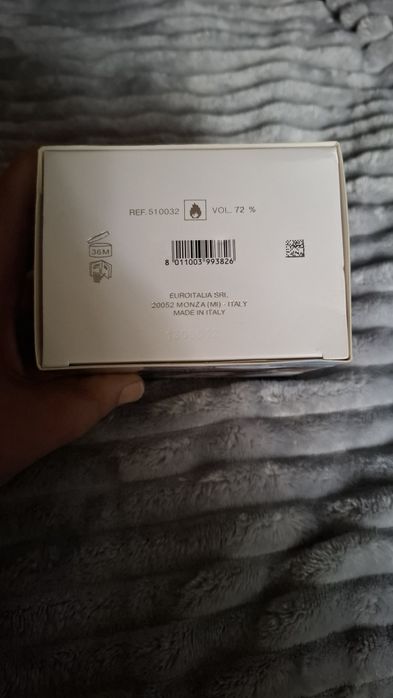 REF.510032 VOL. 72 %
36M
8 011003 993826
EUROITALIA SRL
20052 MONZA (MI) - ITALY
MADE IN ITALY